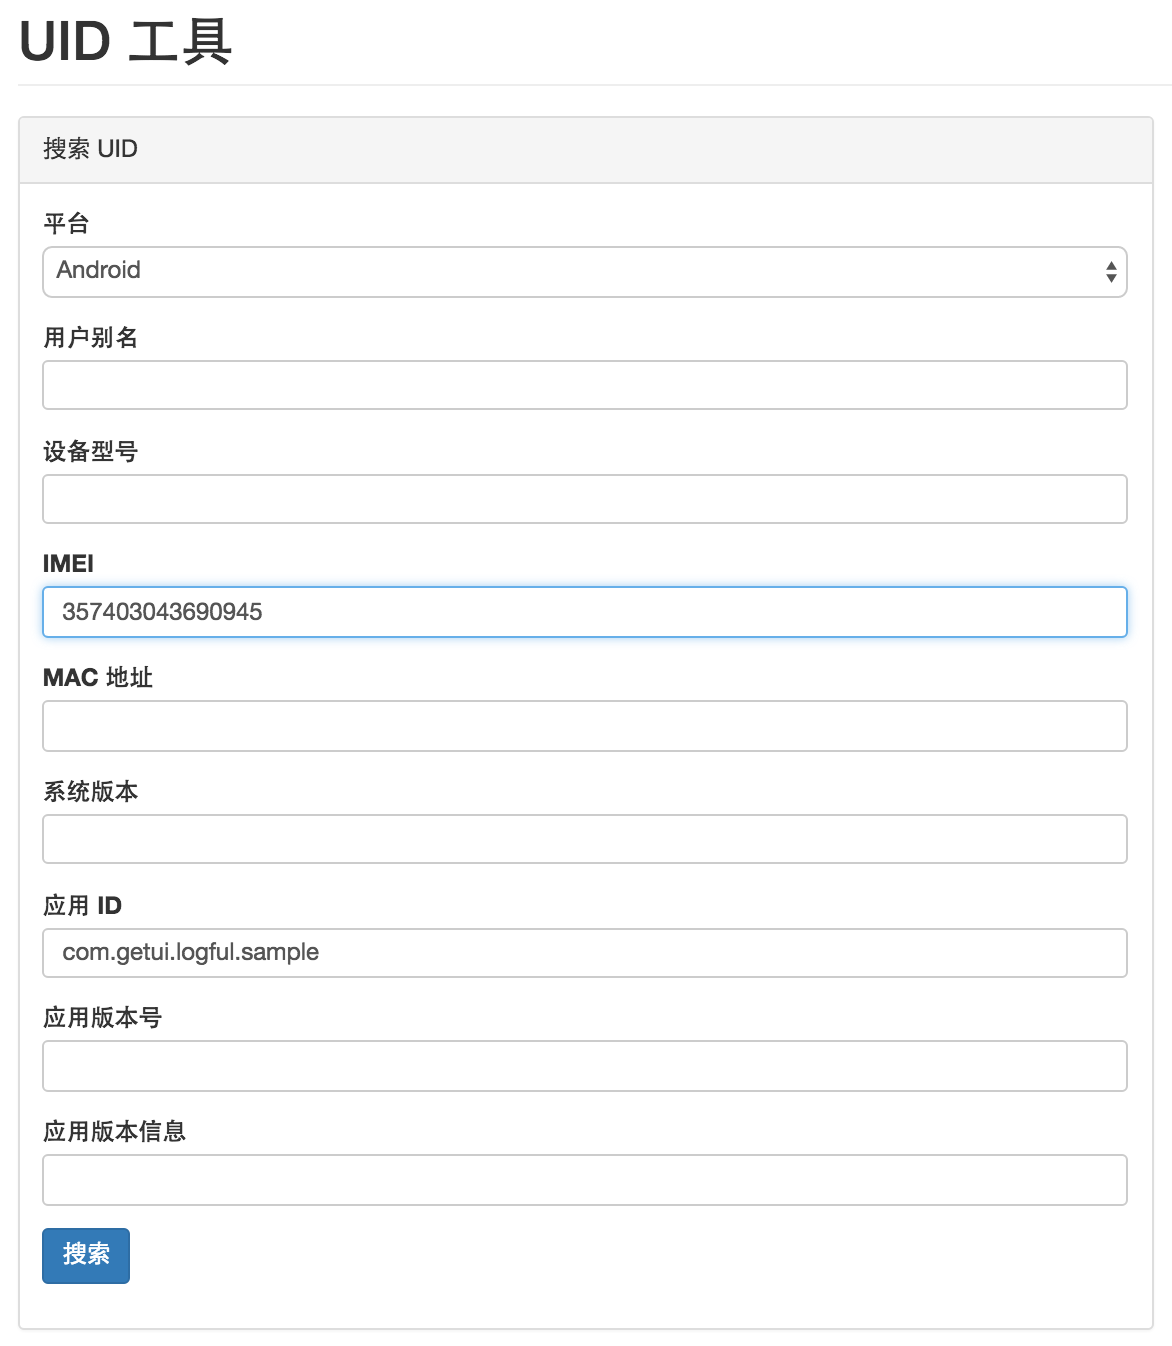 UID 工具
搜索 UID
平台
Android
用户别名
设备型号
IMEI
357403043690945
MAC 地址
系统版本
应用 ID
com.getui.logful.sample
应用版本号
应用版本信息
搜索